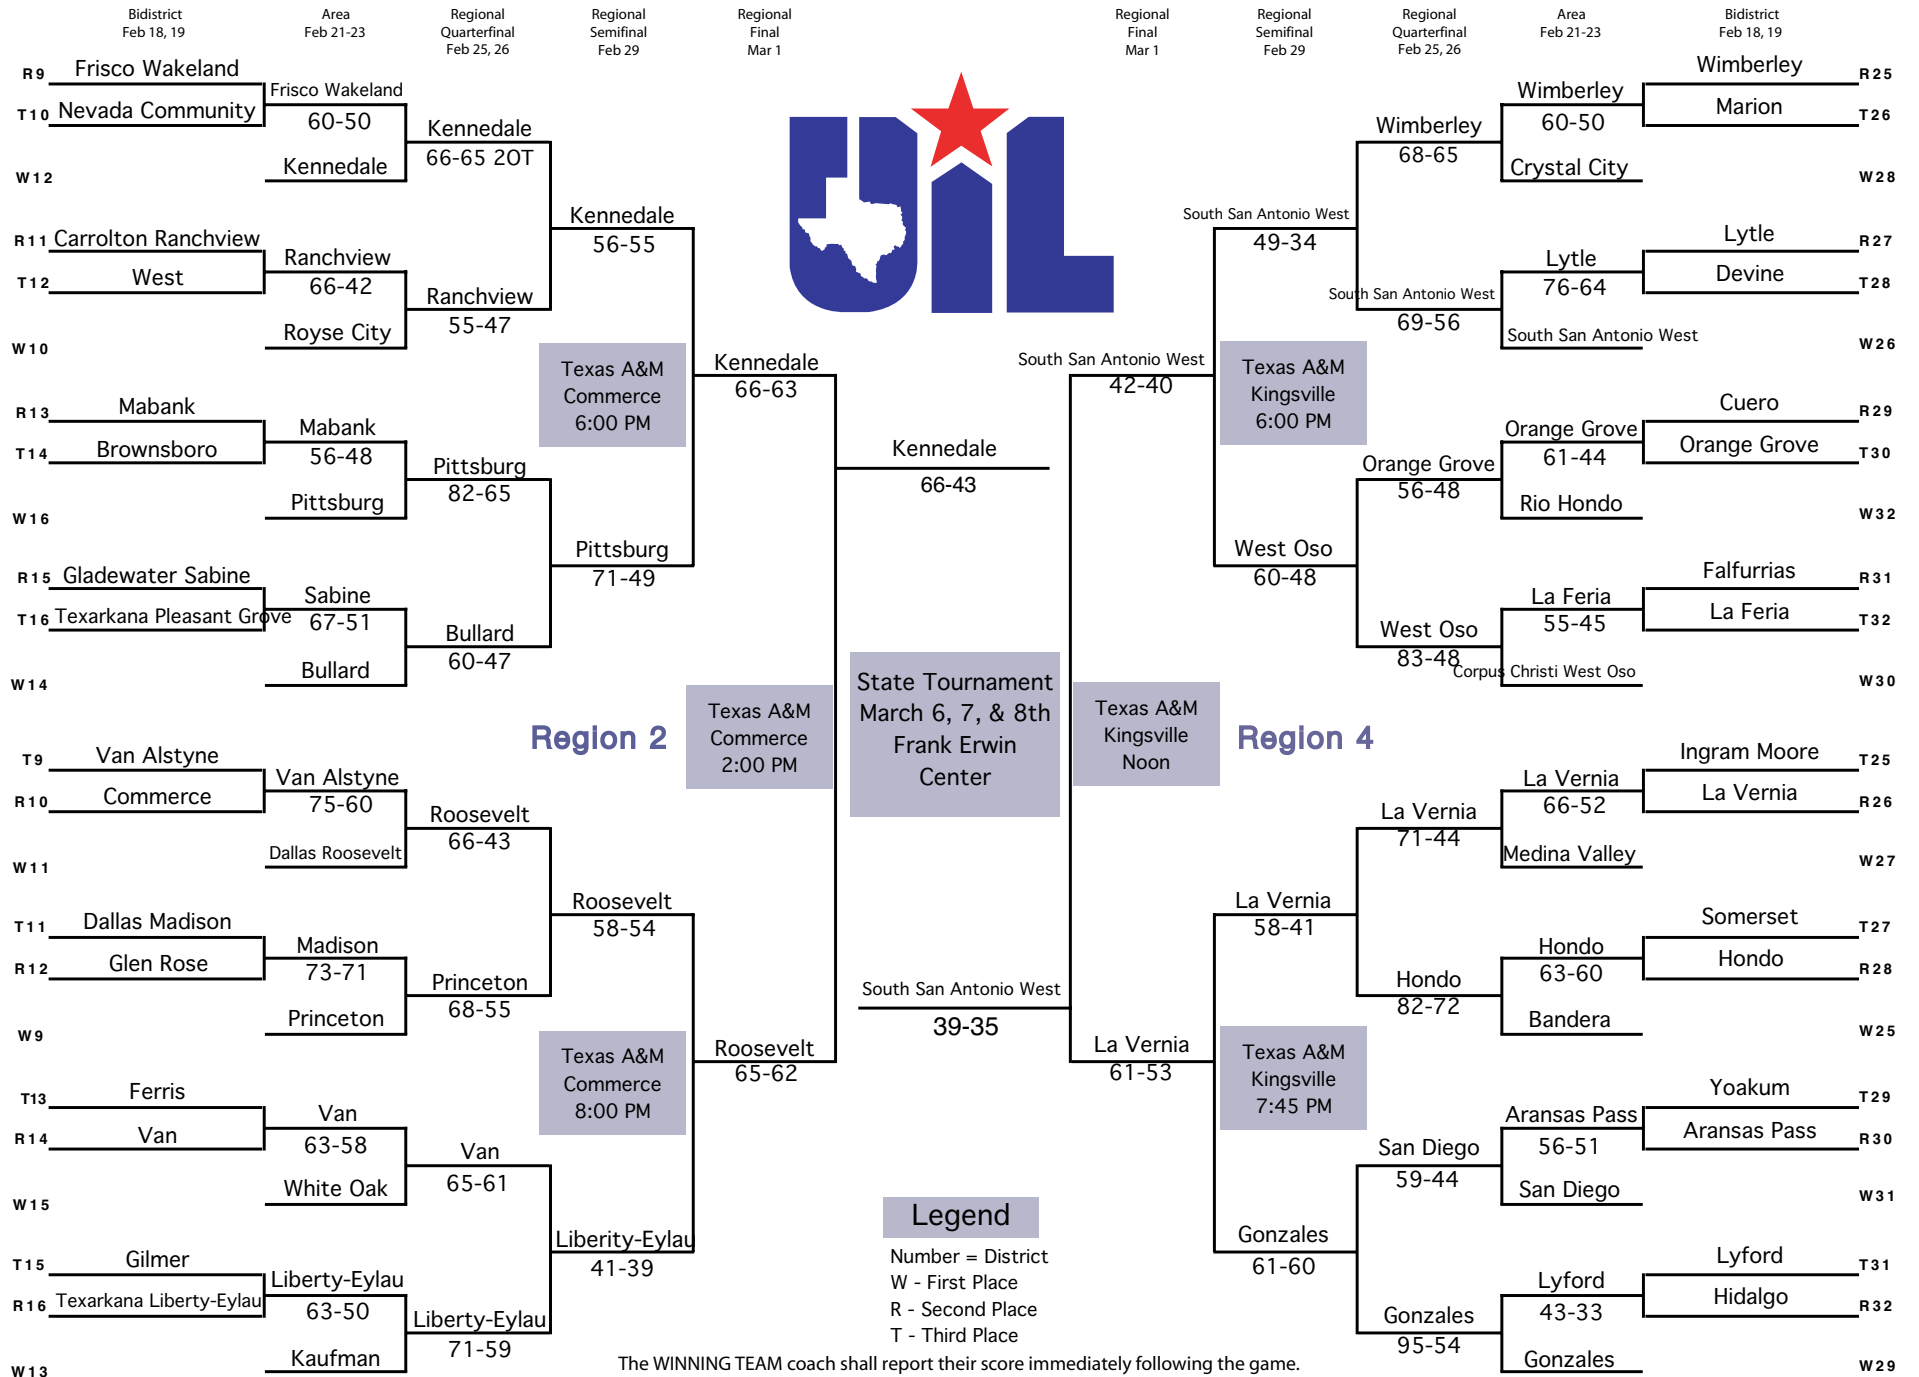 Bidistrict
Feb 18, 19
Area
Feb 21-23
Regional
Quarterfinal
Feb 25, 26
Regional
Semifinal
Feb 29
Regional
Final
Mar 1
Regional
Final
Mar 1
Regional
Semifinal
Feb 29
Regional
Quarterfinal
Feb 25, 26
Area
Feb 21-23
Bidistrict
Feb 18, 19
UIL
R9 Frisco Wakeland
T10 Nevada Community
Frisco Wakeland
60-50
W12 Kennedale
Kennedale
66-65 2OT
R11 Carrolton Ranchview
T12 West
Ranchview
66-42
W10 Royse City
Ranchview
55-47
Kennedale
56-55
R13 Mabank
T14 Brownsboro
Mabank
56-48
W16 Pittsburg
Pittsburg
82-65
R15 Gladewater Sabine
T16 Texarkana Pleasant Grove
Sabine
67-51
W14 Bullard
Bullard
60-47
Pittsburg
71-49
Texas A&M
Commerce
6:00 PM
Kennedale
66-63
T9 Van Alstyne
R10 Commerce
Van Alstyne
75-60
W11 Dallas Roosevelt
Roosevelt
66-43
T11 Dallas Madison
R12 Glen Rose
Madison
73-71
W9 Princeton
Princeton
68-55
Roosevelt
58-54
T13 Ferris
R14 Van
Van
63-58
W15 White Oak
Van
65-61
T15 Gilmer
R16 Texarkana Liberty-Eylau
Liberty-Eylau
63-50
W13 Kaufman
Liberty-Eylau
71-59
Liberity-Eylau
41-39
Texas A&M
Commerce
8:00 PM
Roosevelt
65-62
Region 2
Texas A&M
Commerce
2:00 PM
Kennedale
66-43
State Tournament
March 6, 7, & 8th
Frank Erwin
Center
South San Antonio West
39-35
Texas A&M
Kingsville
Noon
Region 4
Wimberley R25
Marion T26
Wimberley
60-50
Crystal City W28
Wimberley
68-65
Lytle R27
Devine T28
Lytle
76-64
South San Antonio West W26
South San Antonio West
69-56
South San Antonio West
49-34
Cuero R29
Orange Grove T30
Orange Grove
61-44
Rio Hondo W32
Orange Grove
56-48
Falfurrias R31
La Feria T32
La Feria
55-45
Corpus Christi West Oso W30
West Oso
83-48
West Oso
60-48
Texas A&M
Kingsville
6:00 PM
South San Antonio West
42-40
Ingram Moore T25
La Vernia R26
La Vernia
66-52
Medina Valley W27
La Vernia
71-44
Somerset T27
Hondo R28
Hondo
63-60
Bandera W25
Hondo
82-72
La Vernia
58-41
Yoakum T29
Aransas Pass R30
Aransas Pass
56-51
San Diego W31
San Diego
59-44
Lyford T31
Hidalgo R32
Lyford
43-33
Gonzales W29
Gonzales
95-54
Gonzales
61-60
Texas A&M
Kingsville
7:45 PM
La Vernia
61-53
Legend
Number = District
W - First Place
R - Second Place
T - Third Place
The WINNING TEAM coach shall report their score immediately following the game.